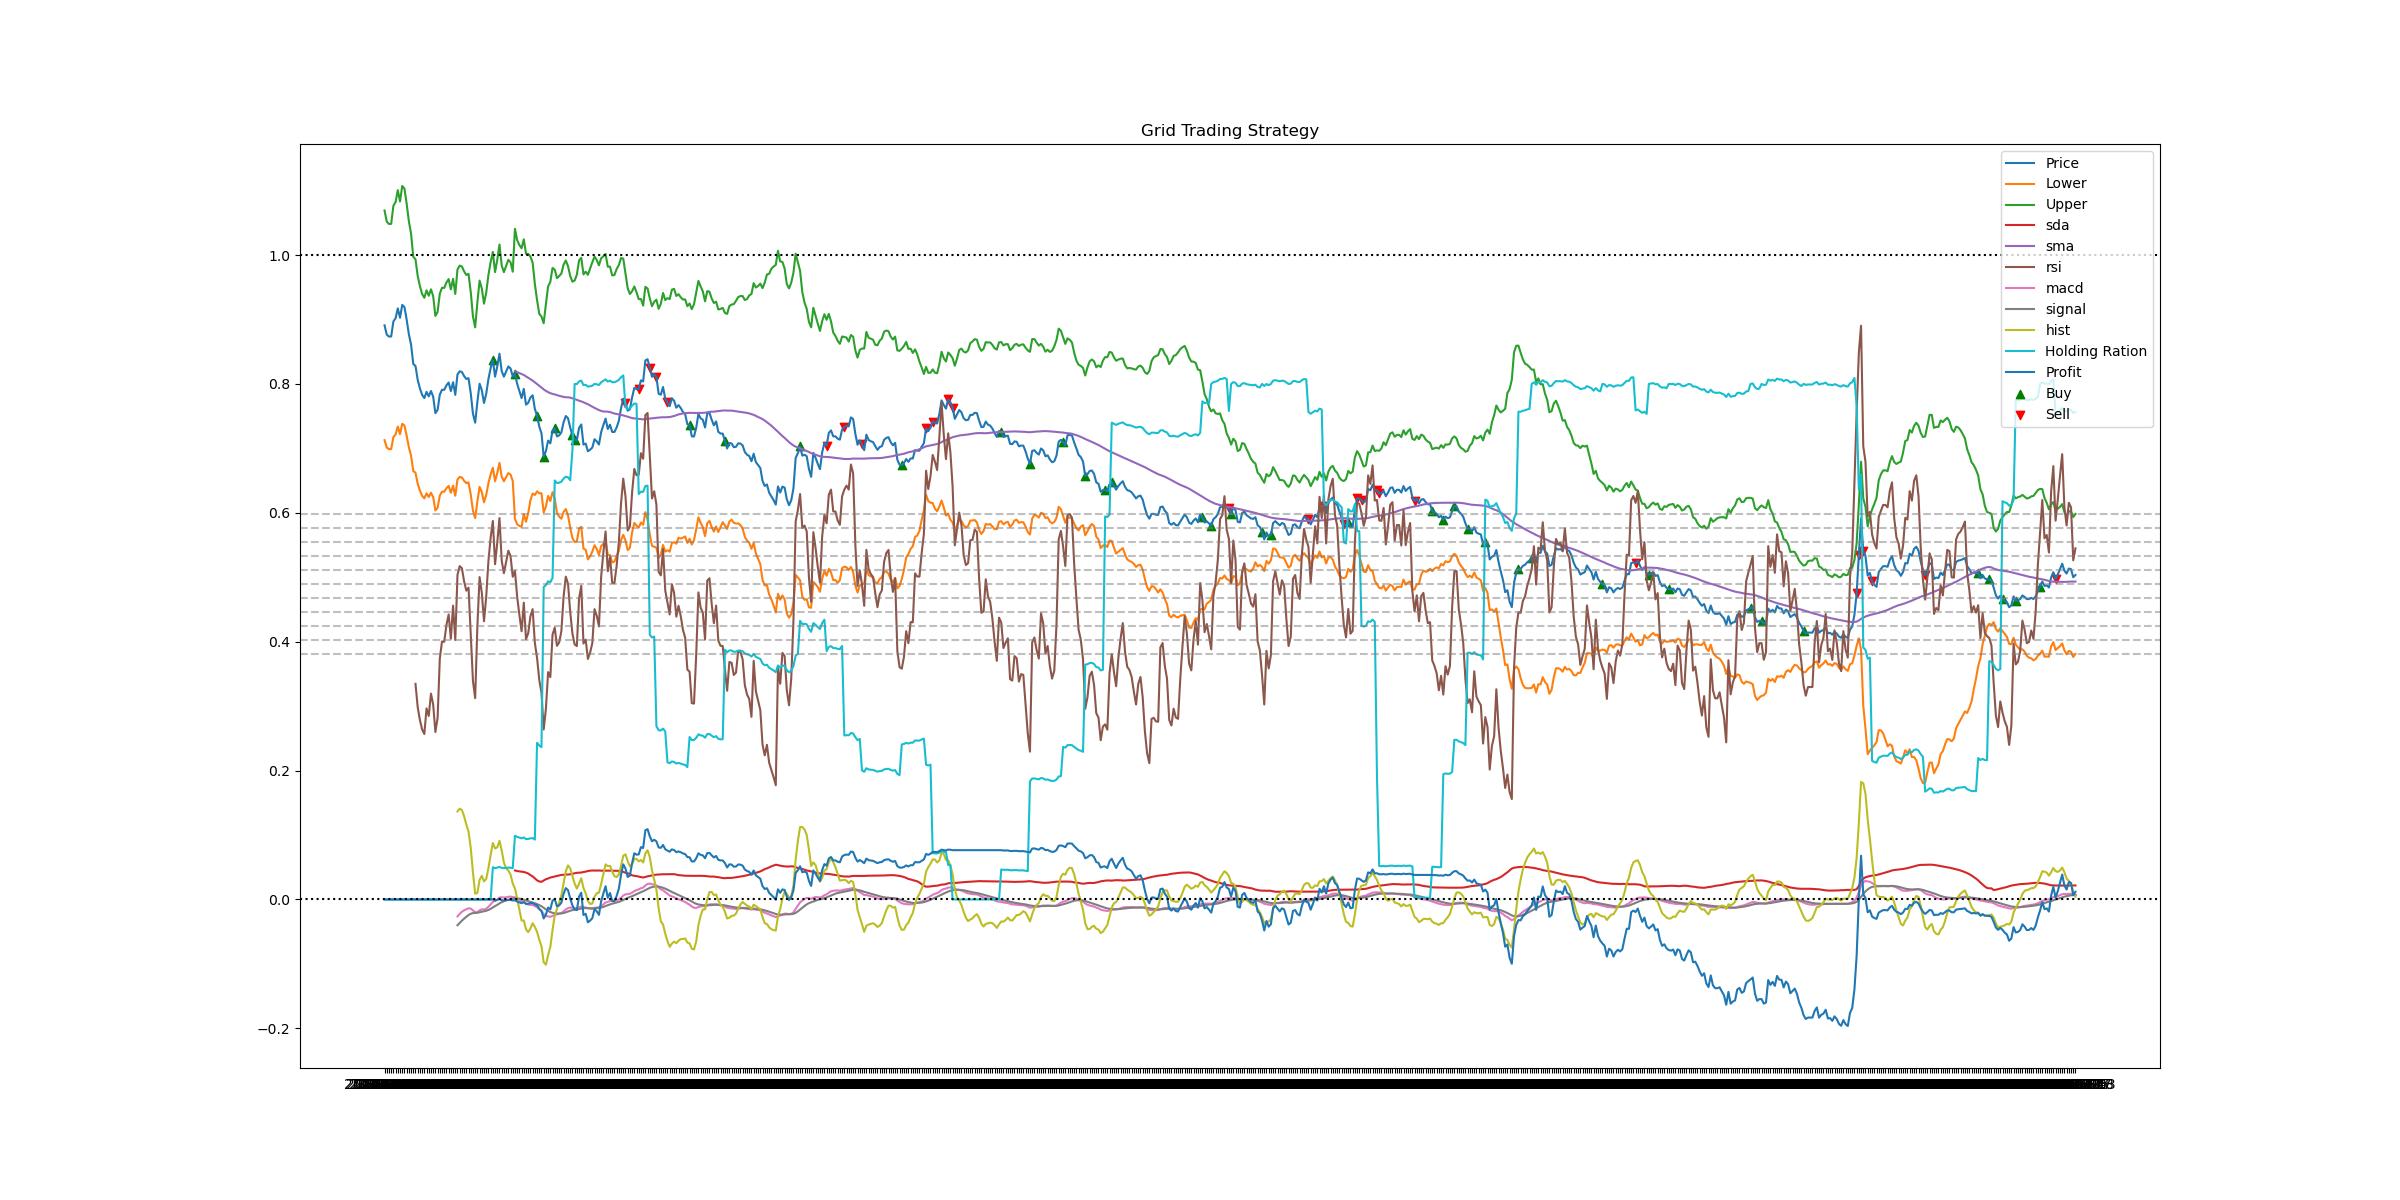 Grid Trading Strategy
1.0
0.8
0.6
0.4
0.2
0.0
−0.2
Price
Lower
Upper
sda
sma
rsi
macd
signal
hist
Holding Ration
Profit
Buy
Sell